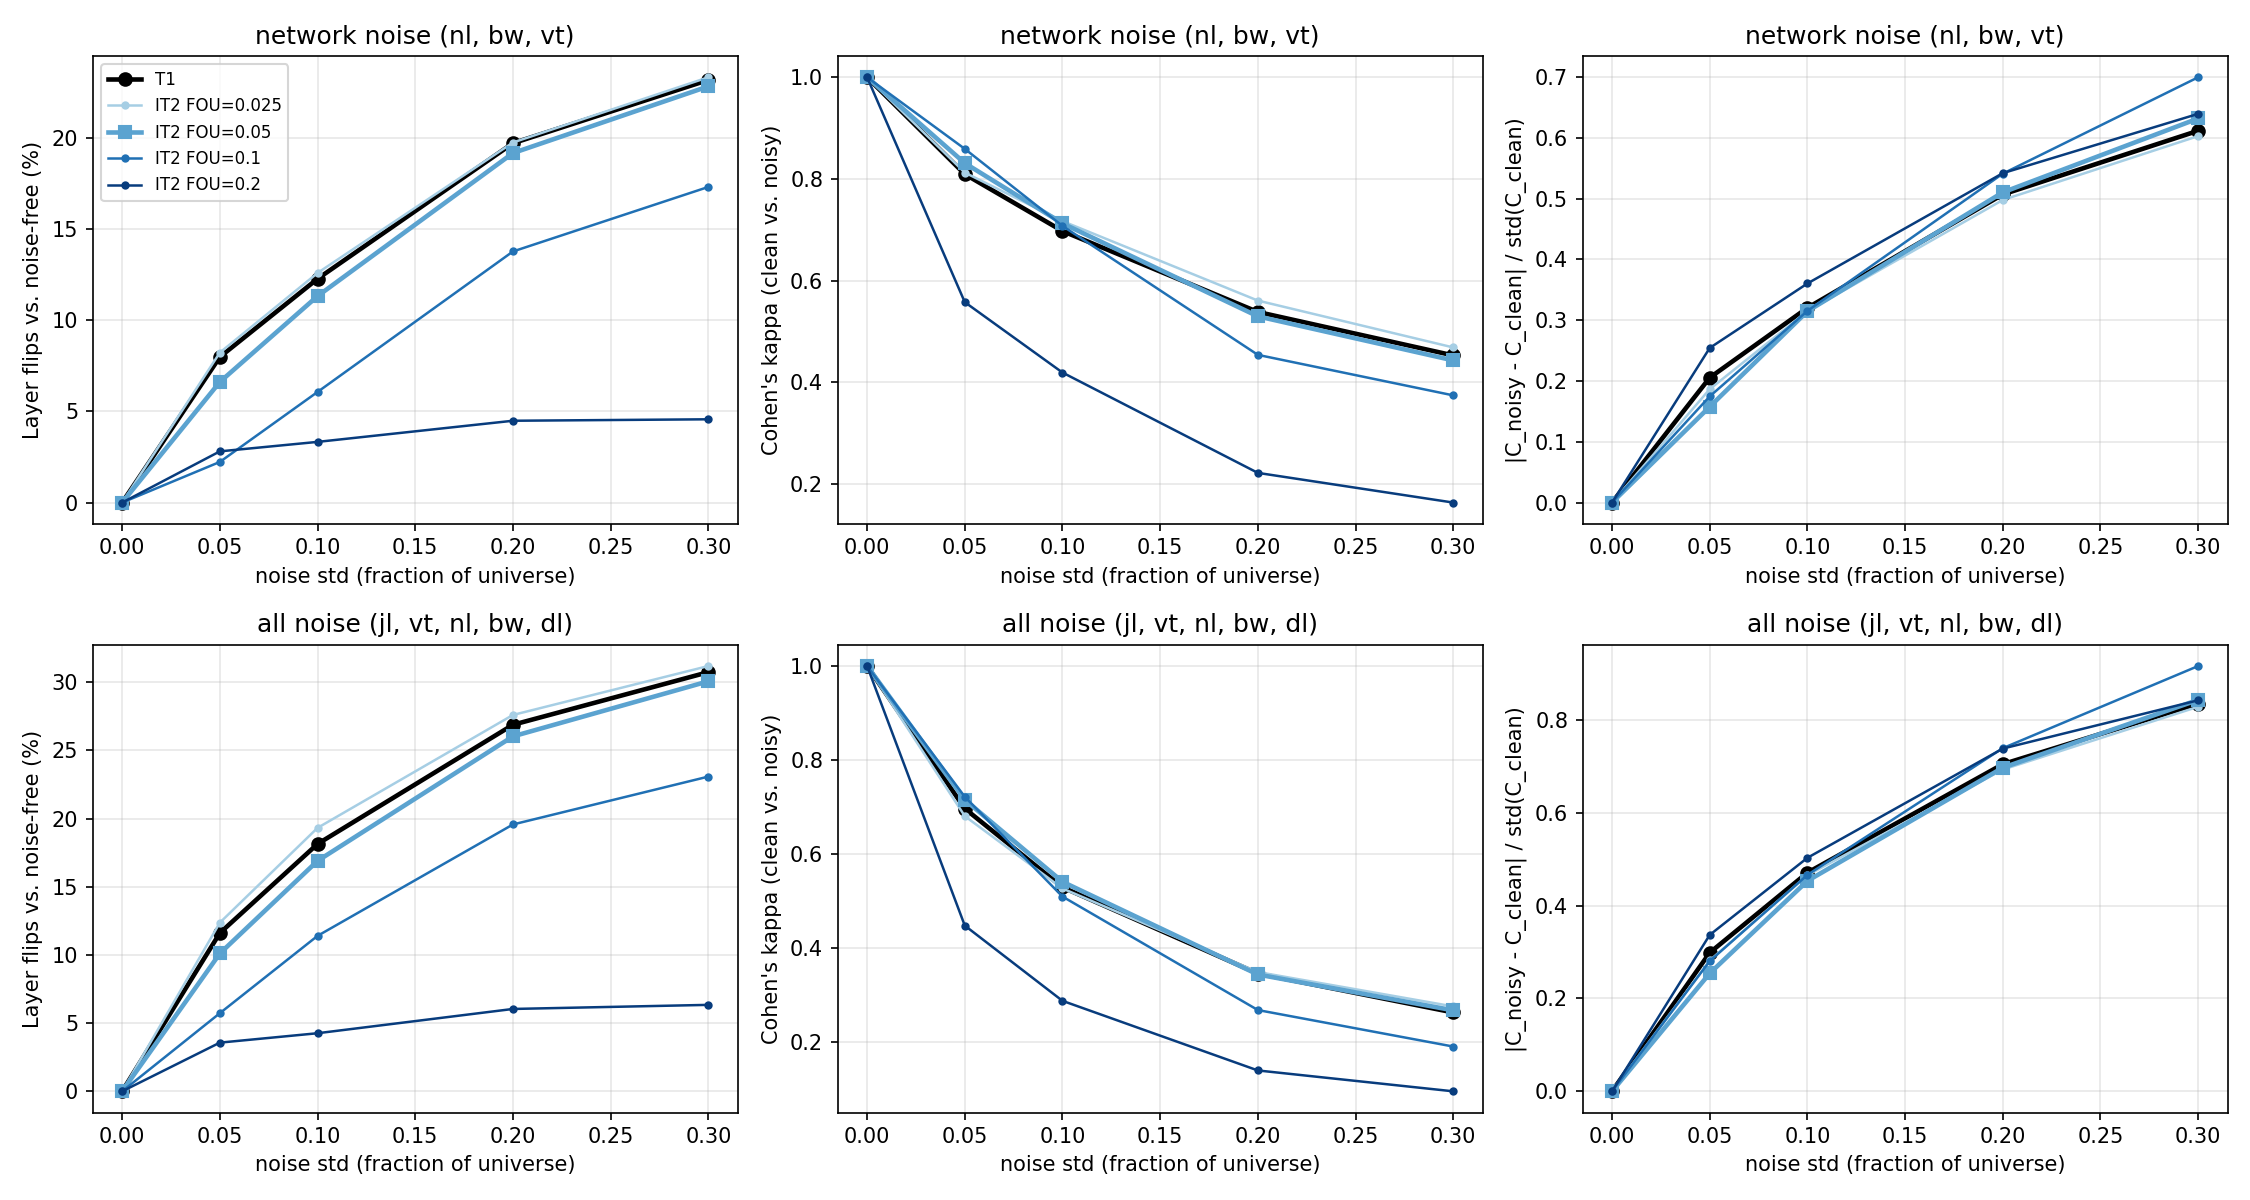 network noise (nl, bw, vt)
Layer flips vs. noise-free (%)
20
15
10
5
0
T1
IT2 FOU=0.025
IT2 FOU=0.05
IT2 FOU=0.1
IT2 FOU=0.2
0.00 0.05 0.10 0.15 0.20 0.25 0.30
noise std (fraction of universe)
network noise (nl, bw, vt)
Cohen's kappa (clean vs. noisy)
1.0
0.8
0.6
0.4
0.2
0.00 0.05 0.10 0.15 0.20 0.25 0.30
noise std (fraction of universe)
network noise (nl, bw, vt)
|C_noisy - C_clean| / std(C_clean)
0.7
0.6
0.5
0.4
0.3
0.2
0.1
0.0
0.00 0.05 0.10 0.15 0.20 0.25 0.30
noise std (fraction of universe)
all noise (jl, vt, nl, bw, dl)
Layer flips vs. noise-free (%)
30
25
20
15
10
5
0
0.00 0.05 0.10 0.15 0.20 0.25 0.30
noise std (fraction of universe)
all noise (jl, vt, nl, bw, dl)
Cohen's kappa (clean vs. noisy)
1.0
0.8
0.6
0.4
0.2
0.00 0.05 0.10 0.15 0.20 0.25 0.30
noise std (fraction of universe)
all noise (jl, vt, nl, bw, dl)
|C_noisy - C_clean| / std(C_clean)
0.8
0.6
0.4
0.2
0.0
0.00 0.05 0.10 0.15 0.20 0.25 0.30
noise std (fraction of universe)